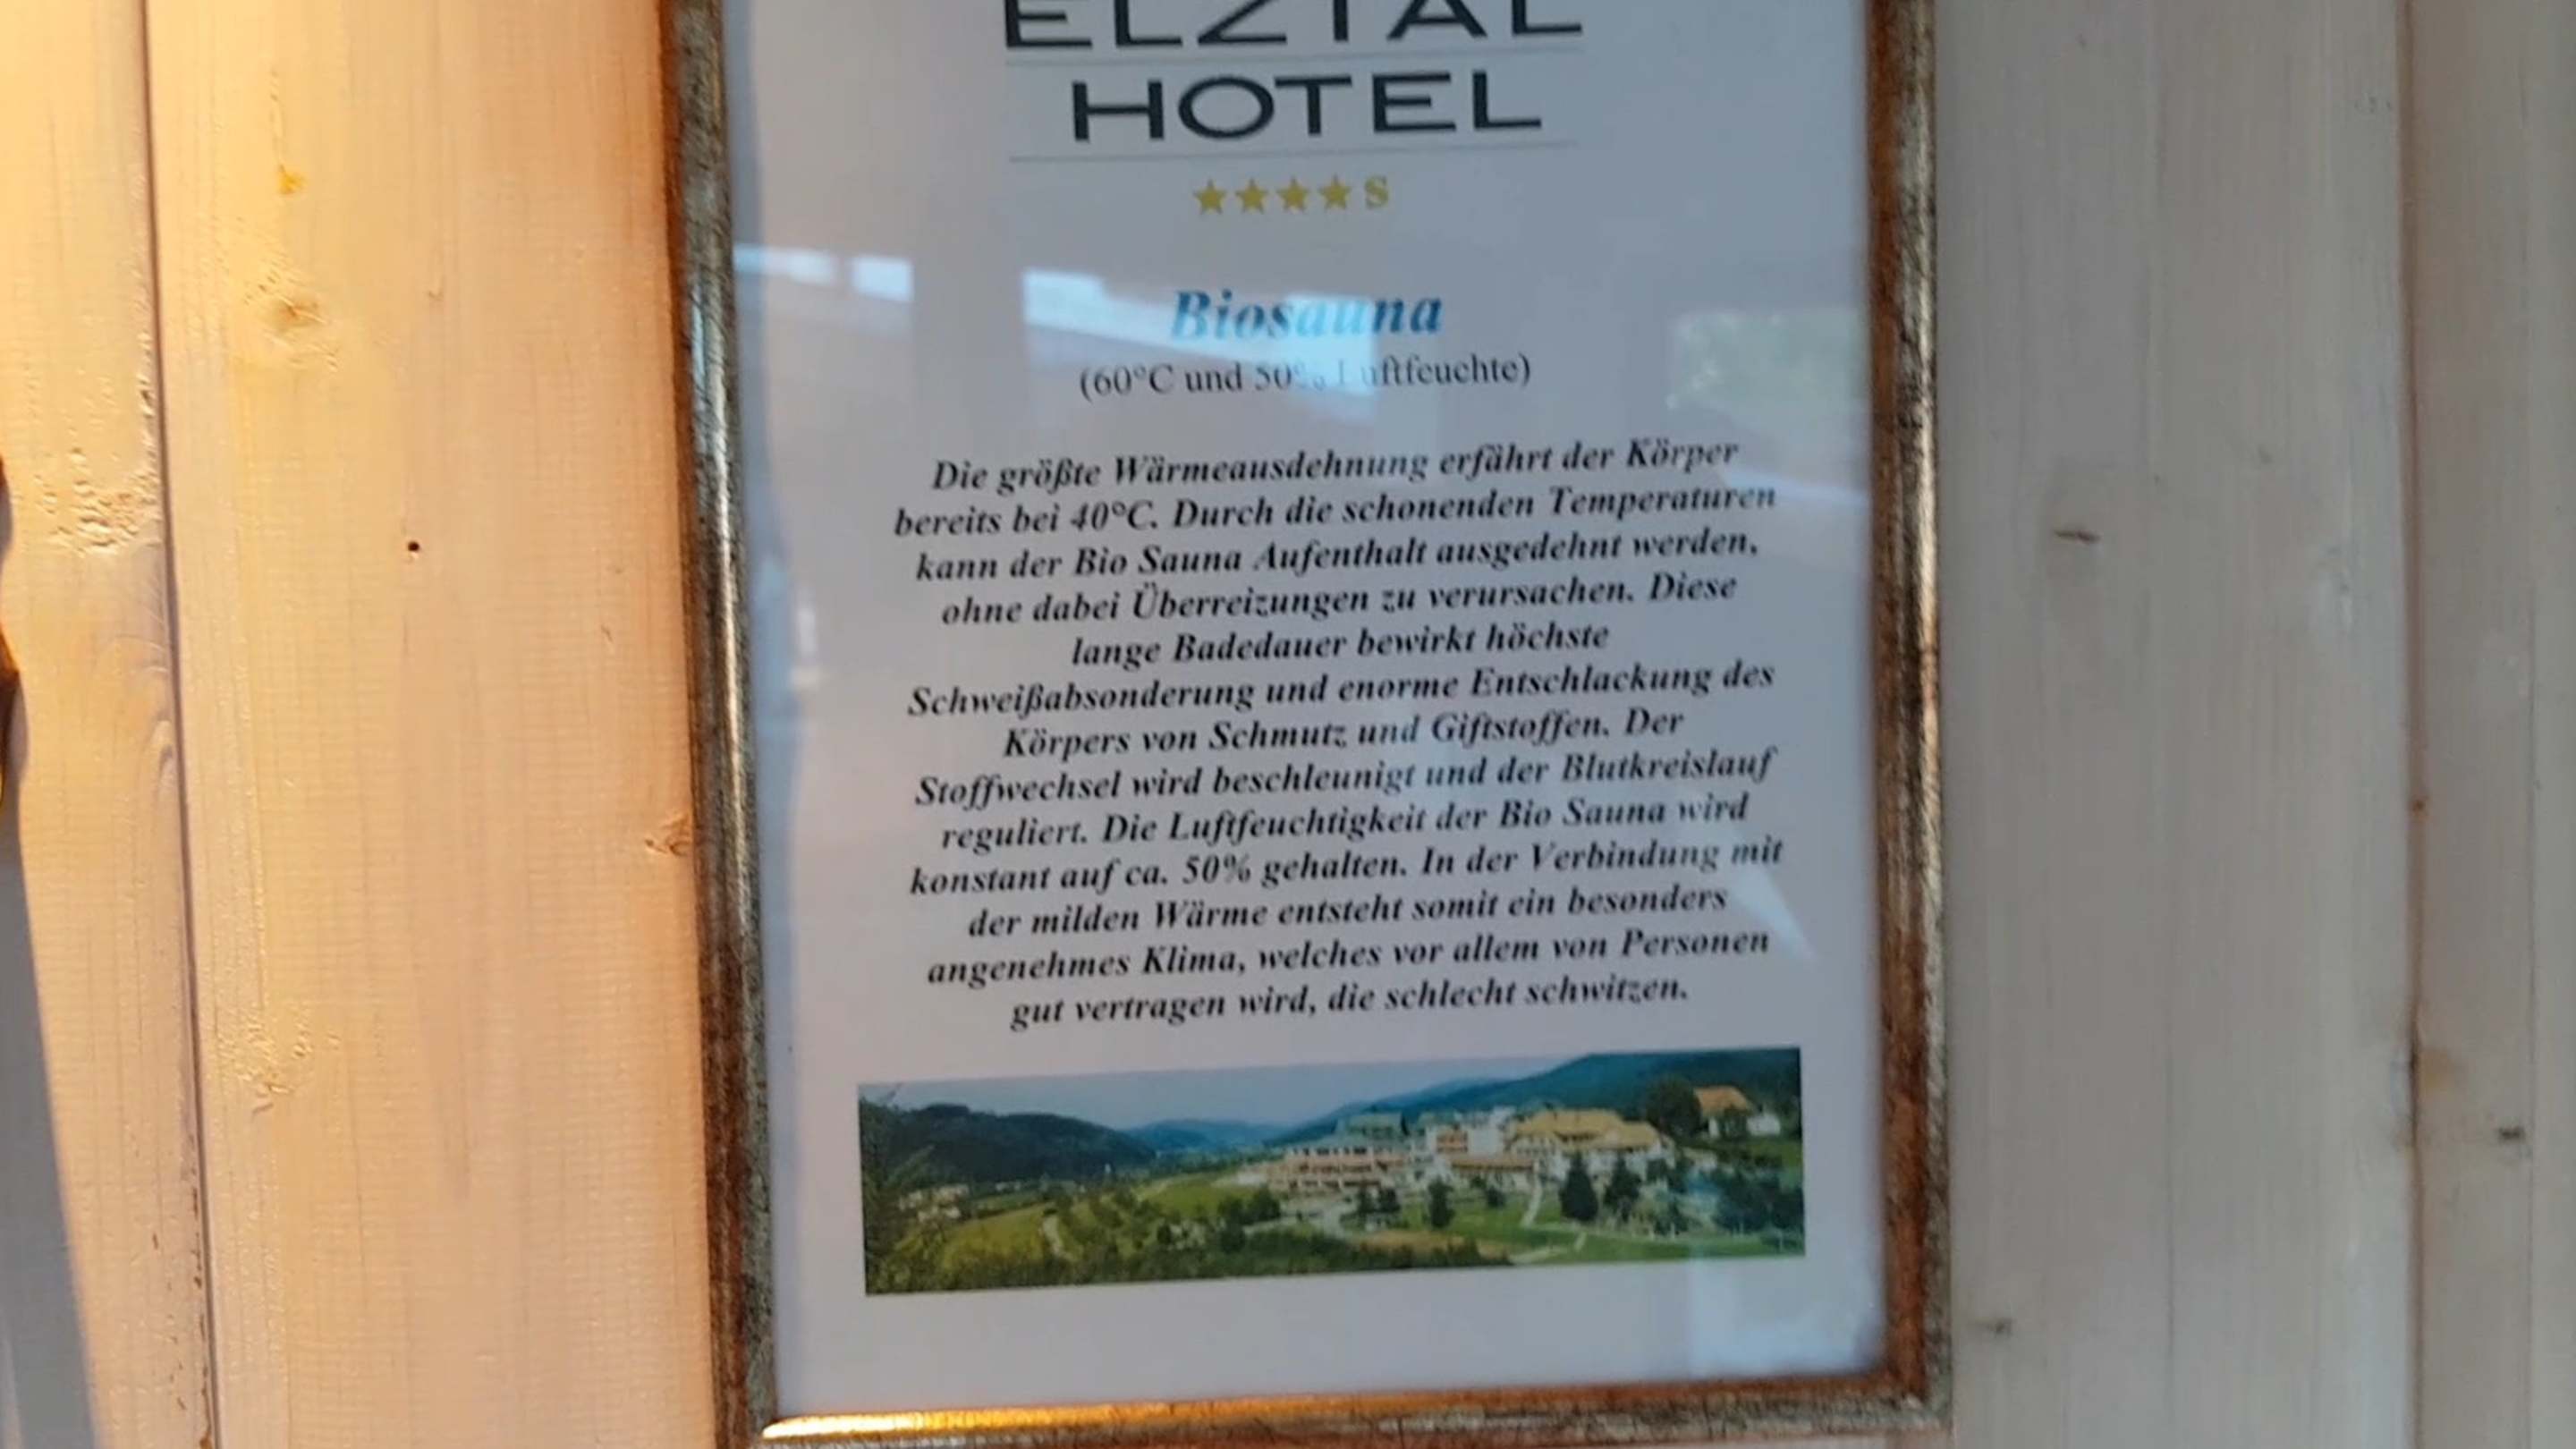 ELZTAL
HOTEL
★★★★S
Biosauna
(60°C und 50% Luftfeuchte)
Die größte Wärmeausdehnung erfährt der Körper
bereits bei 40°C. Durch die schonenden Temperaturen
kann der Bio Sauna Aufenthalt ausgedehnt werden,
ohne dabei Überreizungen zu verursachen. Diese
lange Badedauer bewirkt höchste
Schweißabsonderung und enorme Entschlackung des
Körpers von Schmutz und Giftstoffen. Der
Stoffwechsel wird beschleunigt und der Blutkreislauf
reguliert. Die Luftfeuchtigkeit der Bio Sauna wird
konstant auf ca. 50% gehalten. In der Verbindung mit
der milden Wärme entsteht somit ein besonders
angenehmes Klima, welches vor allem von Personen
gut vertragen wird, die schlecht schwitzen.